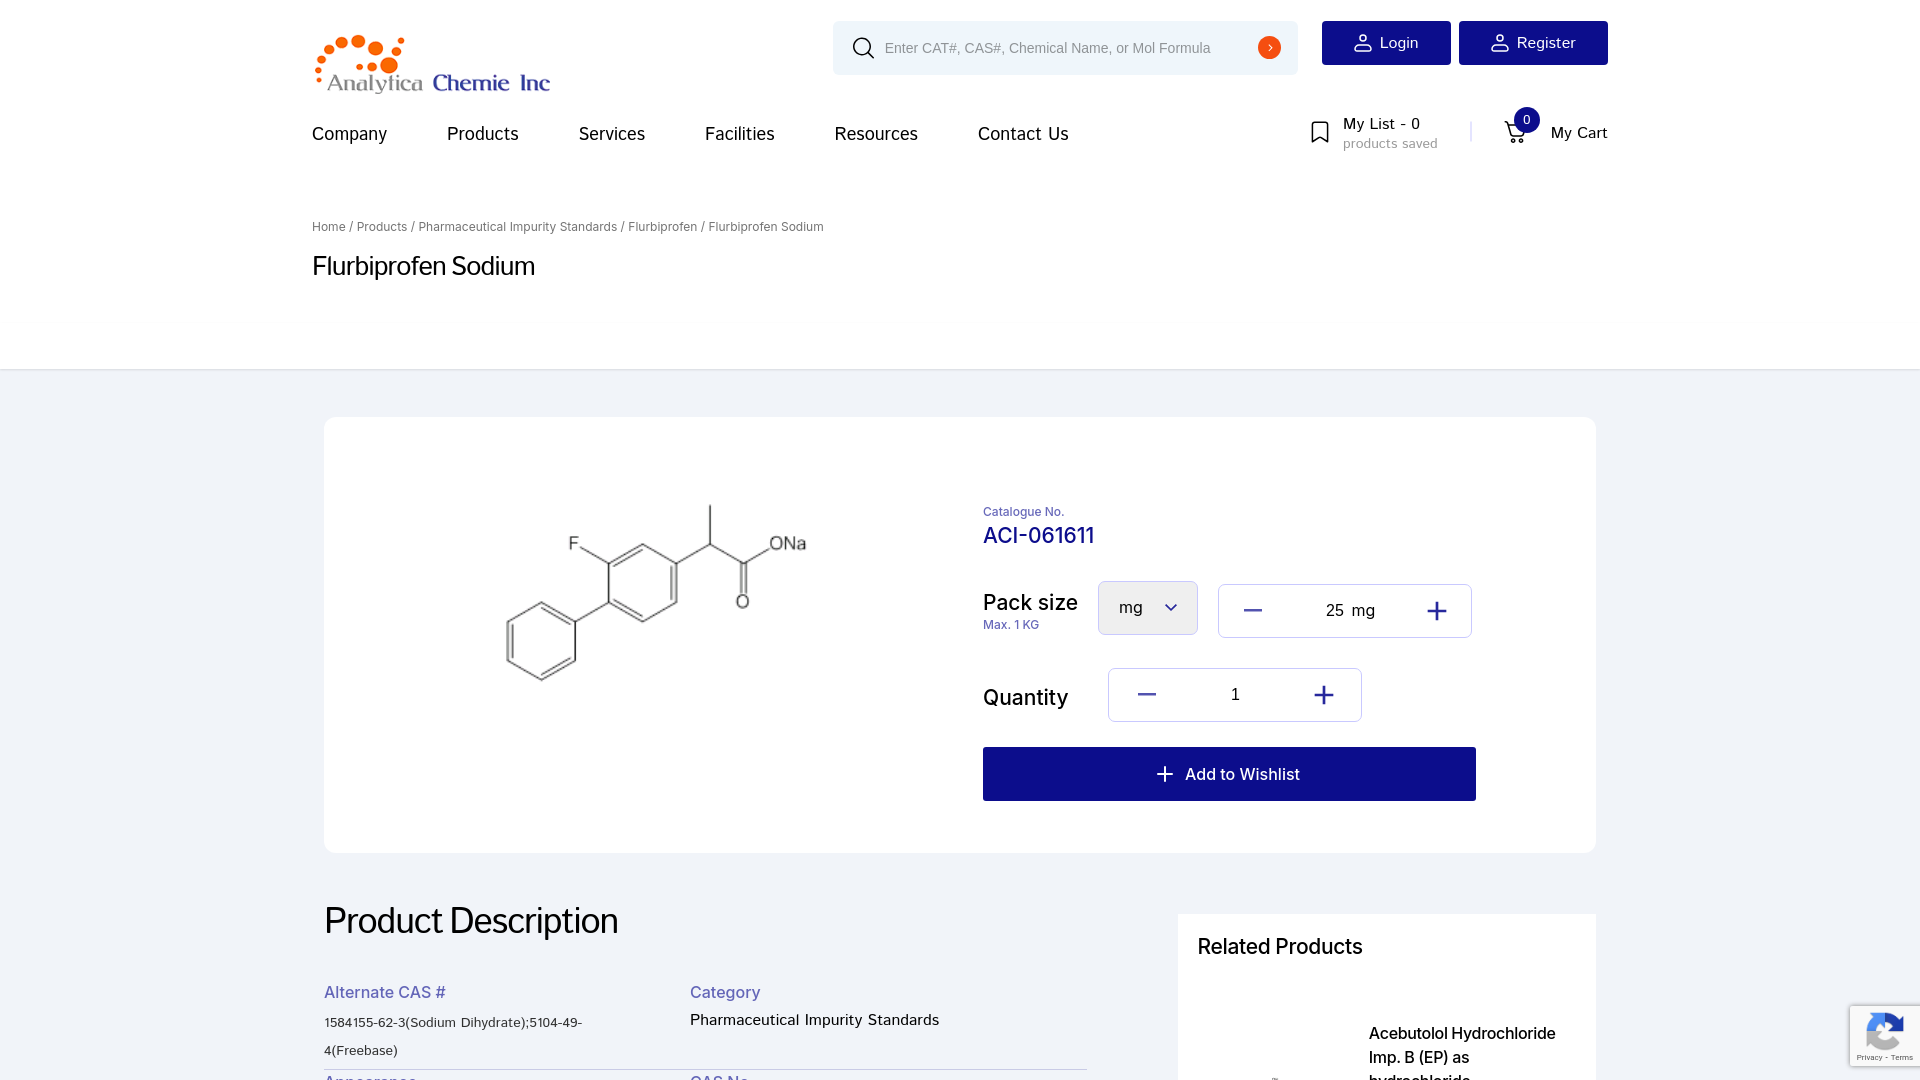 Analytica Chemie Inc
Enter CAT#, CAS#, Chemical Name, or Mol Formula
Login
Register
Company
Products
Services
Facilities
Resources
Contact Us
My List - 0
products saved
0
My Cart
Home / Products / Pharmaceutical Impurity Standards / Flurbiprofen / Flurbiprofen Sodium
Flurbiprofen Sodium
F
ONa
O
Catalogue No.
ACI-061611
Pack size
Max. 1 KG
mg
25 mg
Quantity
1
Add to Wishlist
Product Description
Alternate CAS #
1584155-62-3(Sodium Dihydrate);5104-49-
4(Freebase)
Category
Pharmaceutical Impurity Standards
Appearance
CAS No
Related Products
Acebutolol Hydrochloride
Imp. B (EP) as
hydrochloride
Privacy - Terms